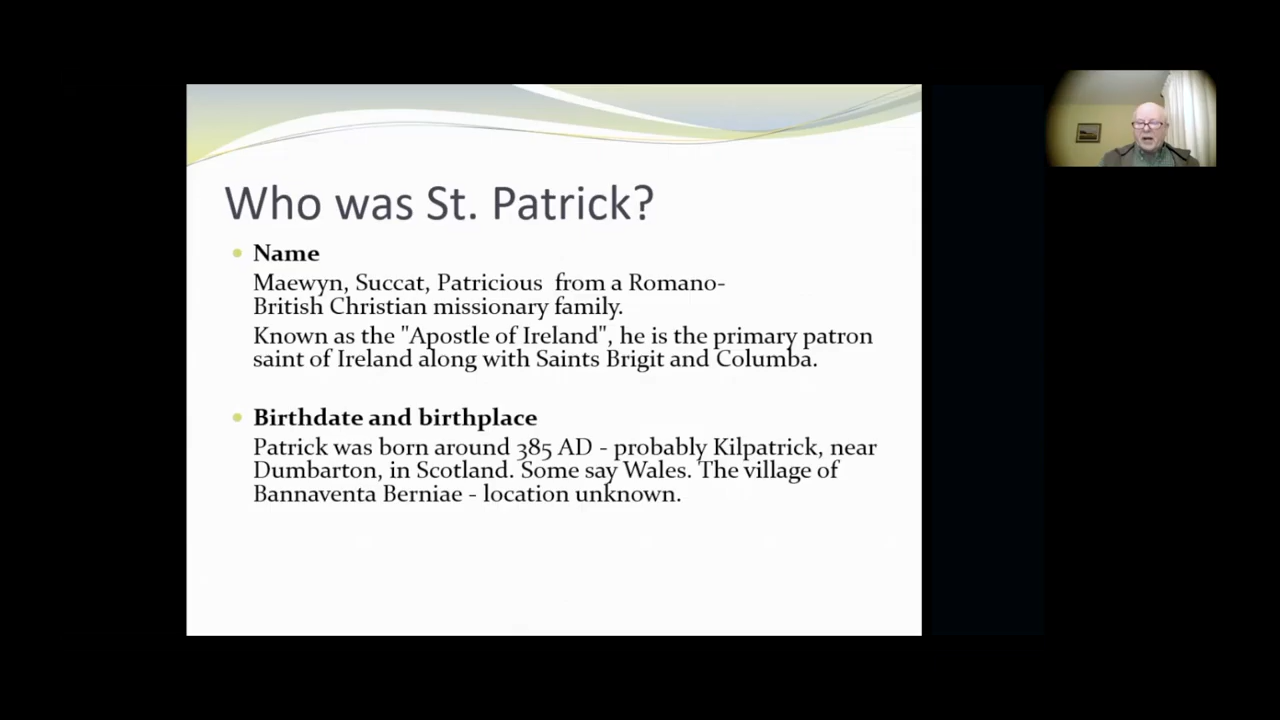 Who was St. Patrick?
Name
Maewyn, Succat, Patricious from a Romano-
British Christian missionary family.
Known as the "Apostle of Ireland", he is the primary patron
saint of Ireland along with Saints Brigit and Columba.
Birthdate and birthplace
Patrick was born around 385 AD - probably Kilpatrick, near
Dumbarton, in Scotland. Some say Wales. The village of
Bannaventa Berniae - location unknown.